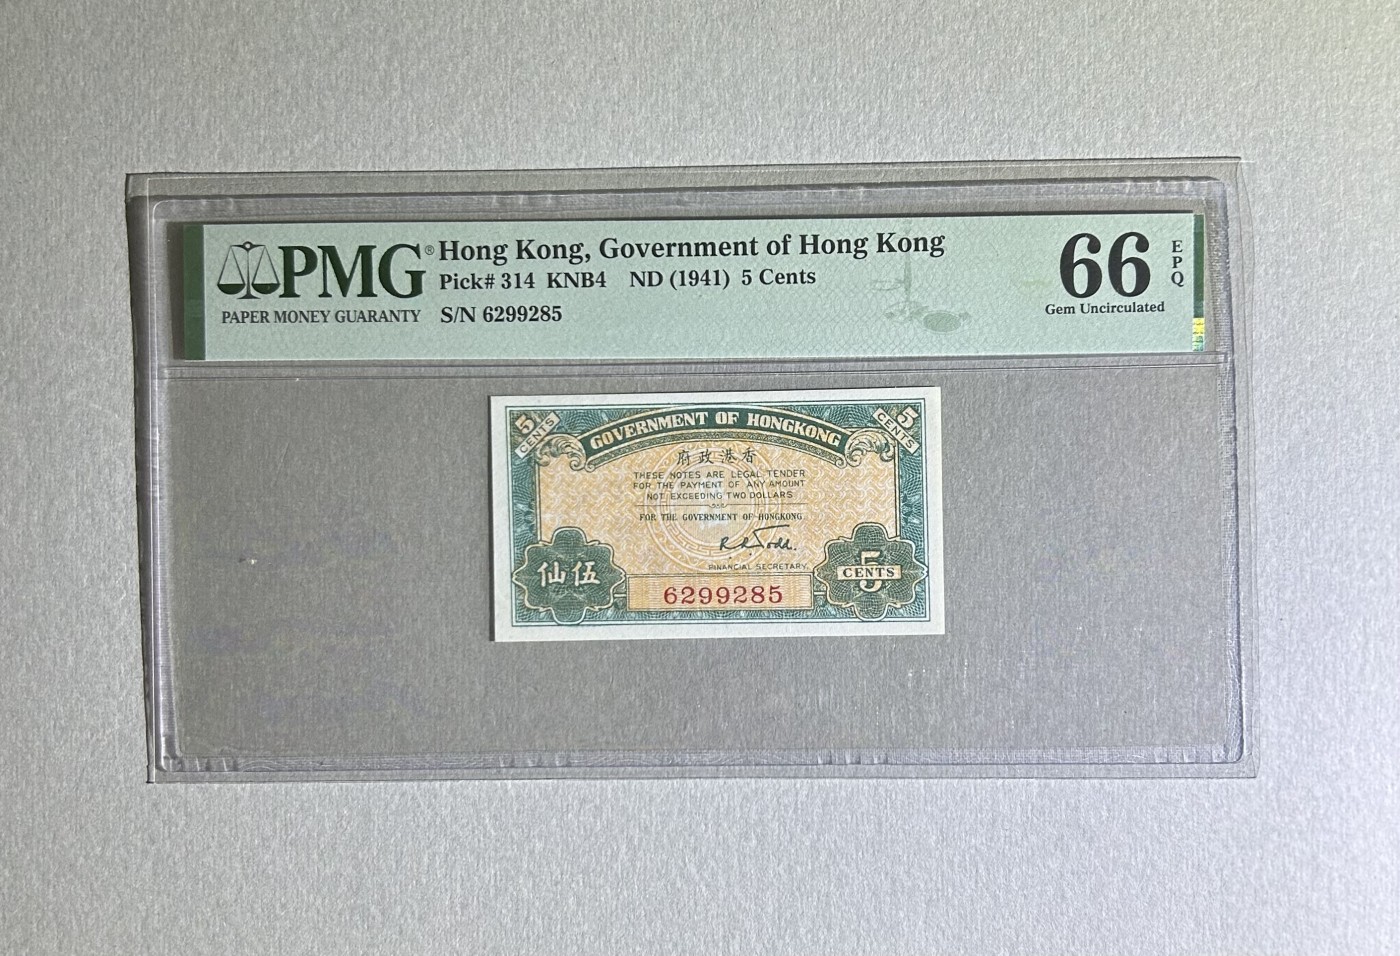 PMG®
PAPER MONEY GUARANTY
Hong Kong, Government of Hong Kong
Pick# 314 KNB4 ND (1941) 5 Cents
S/N 6299285
66 EPQ
Gem Uncirculated
5 CENTS
GOVERNMENT OF HONGKONG
5 CENTS
府政港香
THESE NOTES ARE LEGAL TENDER
FOR THE PAYMENT OF ANY AMOUNT
NOT EXCEEDING TWO DOLLARS
FOR THE GOVERNMENT OF HONGKONG
R R Todd.
FINANCIAL SECRETARY.
仙伍
6299285
5 CENTS